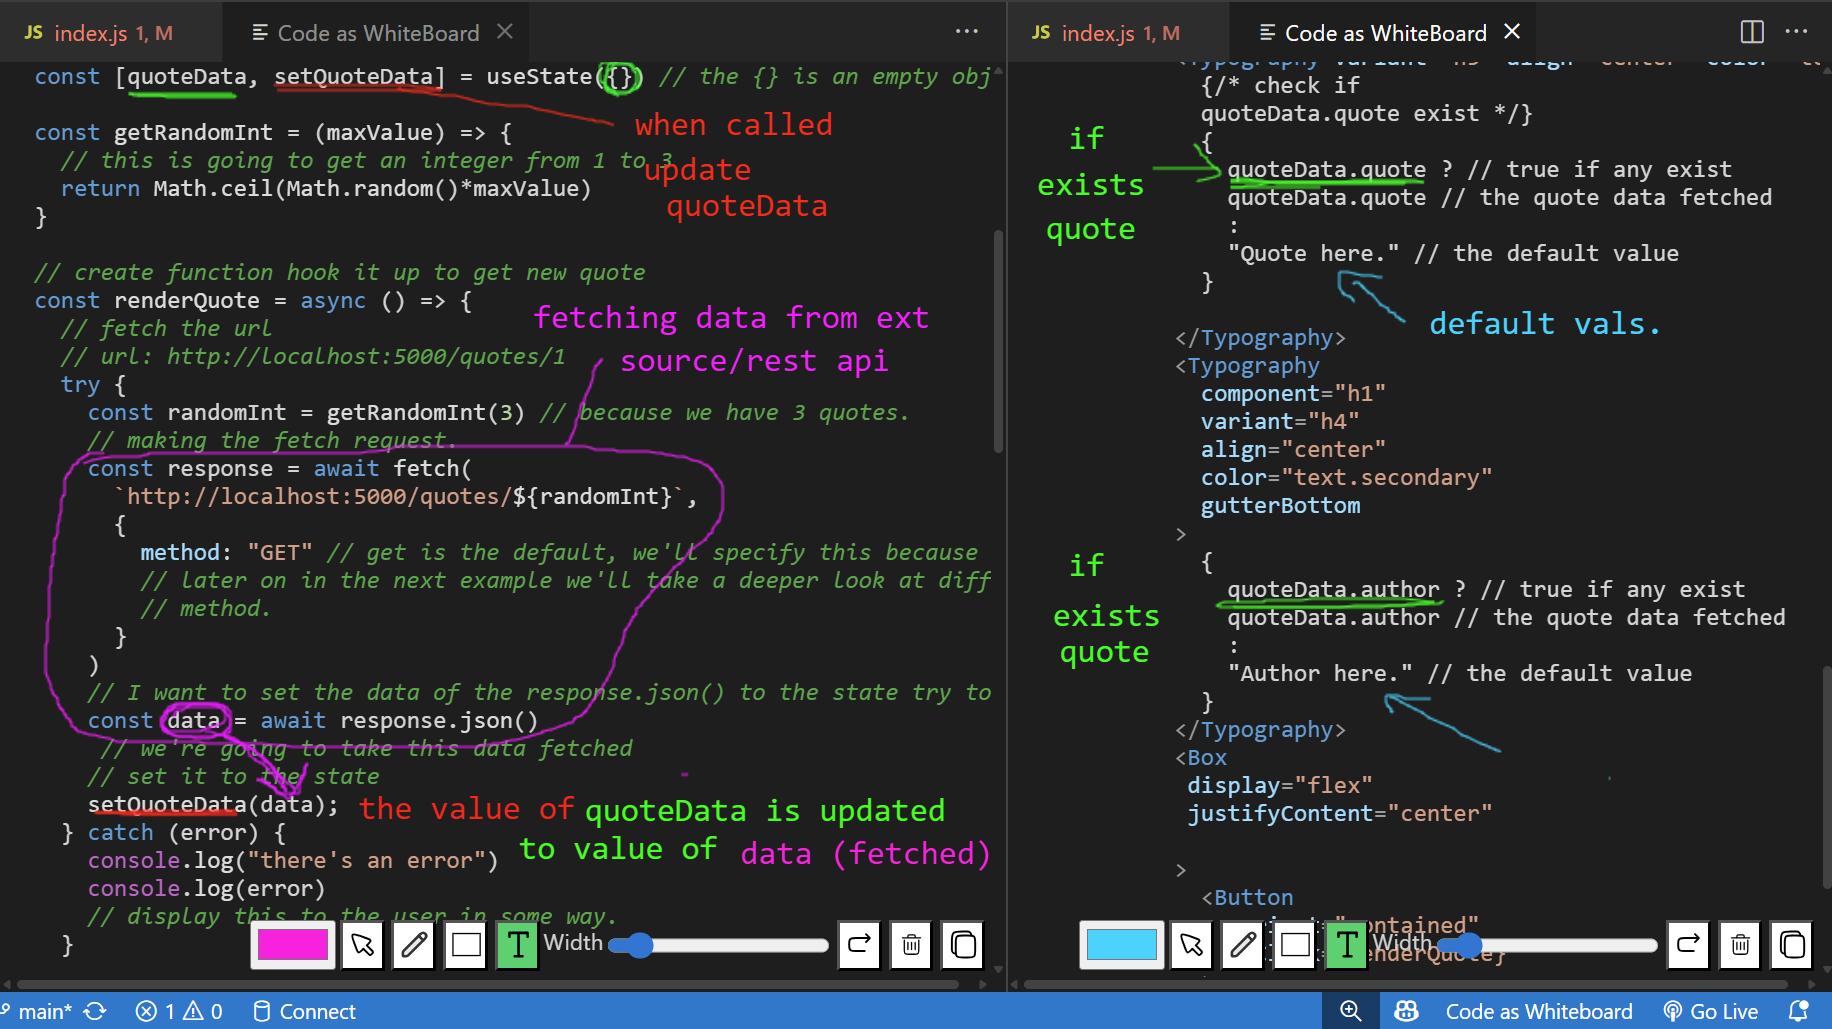 JS index.js 1, M
Code as WhiteBoard
const [quoteData, setQuoteData] = useState({}) // the {} is an empty obj
when called
update
quoteData
const getRandomInt = (maxValue) => {
// this is going to get an integer from 1 to 3
return Math.ceil(Math.random()*maxValue)
}
// create function hook it up to get new quote
const renderQuote = async () => {
// fetch the url
// url: http://localhost:5000/quotes/1
fetching data from ext
source/rest api
try {
const randomInt = getRandomInt(3) // because we have 3 quotes.
// making the fetch request.
const response = await fetch(
`http://localhost:5000/quotes/${randomInt}`,
{
method: "GET" // get is the default, we'll specify this because
// later on in the next example we'll take a deeper look at diff
// method.
}
)
// I want to set the data of the response.json() to the state try to
const data = await response.json()
// we're going to take this data fetched
// set it to the state
setQuoteData(data);
the value of quoteData is updated
to value of data (fetched)
} catch (error) {
console.log("there's an error")
console.log(error)
// display this to the user in some way.
}
T Width
JS index.js 1, M
Code as WhiteBoard
{/* check if
quoteData.quote exist */}
{
if
exists
quote
quoteData.quote ? // true if any exist
quoteData.quote // the quote data fetched
:
"Quote here." // the default value
}
default vals.
</Typography>
<Typography
component="h1"
variant="h4"
align="center"
color="text.secondary"
gutterBottom
>
{
if
exists
quote
quoteData.author ? // true if any exist
quoteData.author // the quote data fetched
:
"Author here." // the default value
}
</Typography>
<Box
display="flex"
justifyContent="center"
>
<Button
T Width
main*
1
0
Connect
Code as Whiteboard
Go Live